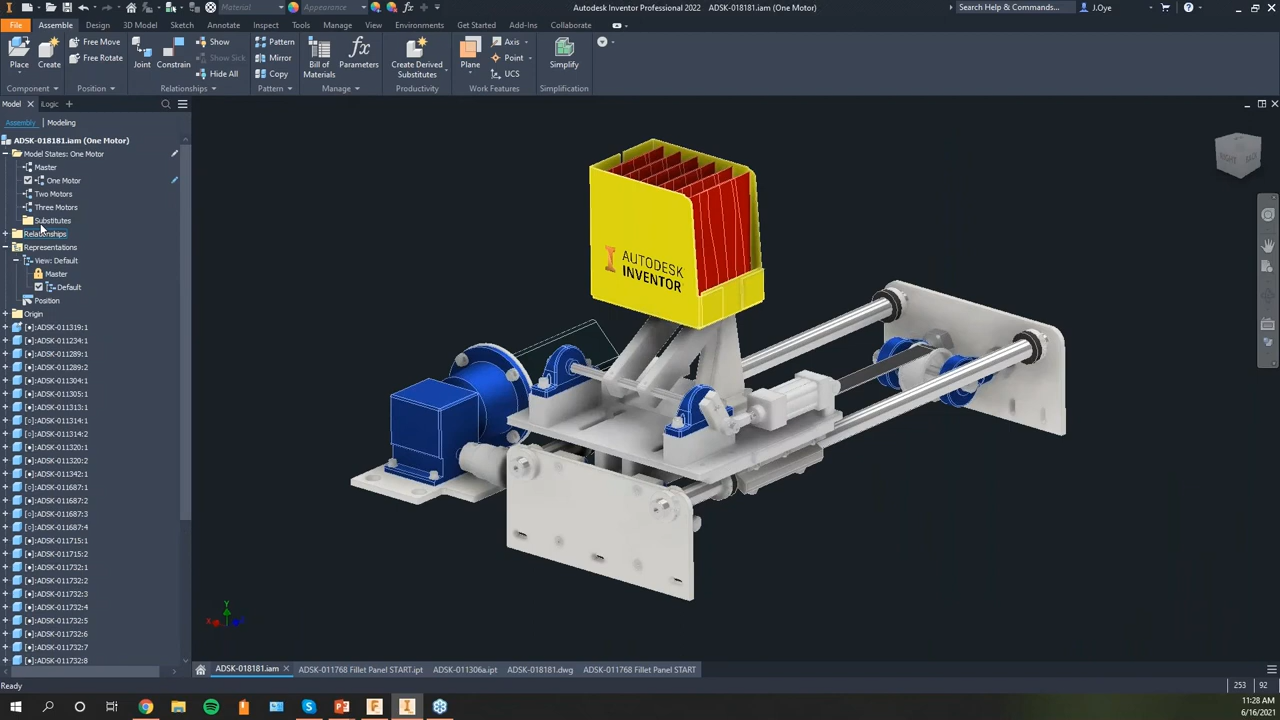 Material
Appearance
Autodesk Inventor Professional 2022 ADSK-018181.iam (One Motor)
Search Help & Commands...
J.Oye
File
Assemble
Design
3D Model
Sketch
Annotate
Inspect
Tools
Manage
View
Environments
Get Started
Add-Ins
Collaborate
Place
Create
Free Move
Free Rotate
Component
Position
Joint
Constrain
Show
Show Sick
Hide All
Relationships
Pattern
Mirror
Copy
Pattern
Bill of
Materials
fx
Parameters
Manage
Create Derived
Substitutes
Productivity
Plane
Axis
Point
UCS
Work Features
Simplify
Simplification
Model
iLogic
Assembly
Modeling
ADSK-018181.iam (One Motor)
Model States: One Motor
Master
One Motor
Two Motors
Three Motors
Substitutes
Relationships
Representations
View: Default
Master
Default
Position
Origin
[●]:ADSK-011319:1
[●]:ADSK-011234:1
[●]:ADSK-011289:1
[●]:ADSK-011289:2
[●]:ADSK-011304:1
[●]:ADSK-011305:1
[●]:ADSK-011313:1
[●]:ADSK-011314:1
[●]:ADSK-011314:2
[●]:ADSK-011320:1
[●]:ADSK-011320:2
[●]:ADSK-011342:1
[○]:ADSK-011687:1
[○]:ADSK-011687:2
[○]:ADSK-011687:3
[○]:ADSK-011687:4
[●]:ADSK-011715:1
[●]:ADSK-011715:2
[●]:ADSK-011732:1
[●]:ADSK-011732:2
[●]:ADSK-011732:3
[●]:ADSK-011732:4
[●]:ADSK-011732:5
[●]:ADSK-011732:6
[●]:ADSK-011732:7
[●]:ADSK-011732:8
AUTODESK
INVENTOR
RIGHT
BACK
Y
X
ADSK-018181.iam
ADSK-011768 Fillet Panel START.ipt
ADSK-011306a.ipt
ADSK-018181.dwg
ADSK-011768 Fillet Panel START
Ready
253
92
11:28 AM
6/16/2021